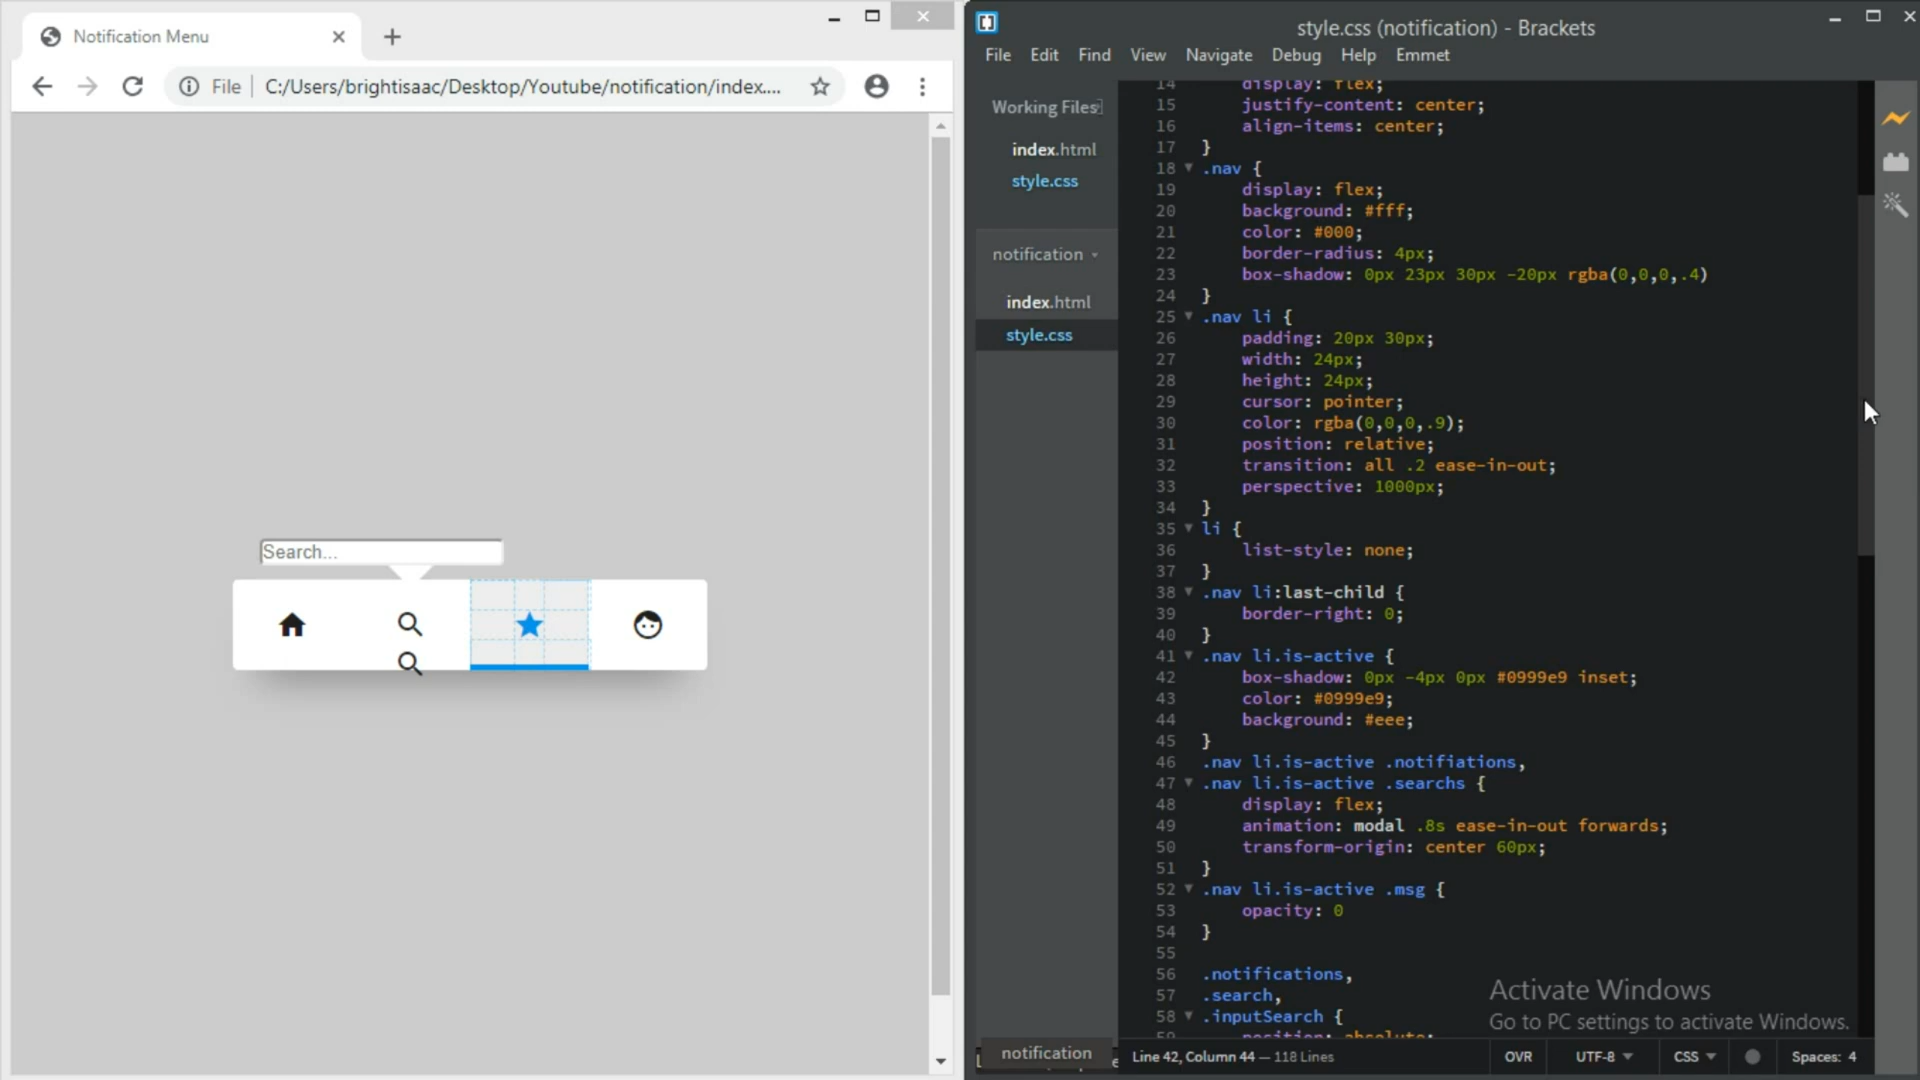 Notification Menu
File
C:/Users/brightisaac/Desktop/Youtube/notification/index....
Search...
style.css (notification) - Brackets
File Edit Find View Navigate Debug Help Emmet
Working Files
index.html
style.css
notification
index.html
style.css
14 display: flex;
15 justify-content: center;
16 align-items: center;
17 }
18 .nav {
19 display: flex;
20 background: #fff;
21 color: #000;
22 border-radius: 4px;
23 box-shadow: 0px 23px 30px -20px rgba(0,0,0,.4)
24 }
25 .nav li {
26 padding: 20px 30px;
27 width: 24px;
28 height: 24px;
29 cursor: pointer;
30 color: rgba(0,0,0,.9);
31 position: relative;
32 transition: all .2 ease-in-out;
33 perspective: 1000px;
34 }
35 li {
36 list-style: none;
37 }
38 .nav li:last-child {
39 border-right: 0;
40 }
41 .nav li.is-active {
42 box-shadow: 0px -4px 0px #0999e9 inset;
43 color: #0999e9;
44 background: #eee;
45 }
46 .nav li.is-active .notifiations,
47 .nav li.is-active .searchs {
48 display: flex;
49 animation: modal .8s ease-in-out forwards;
50 transform-origin: center 60px;
51 }
52 .nav li.is-active .msg {
53 opacity: 0
54 }
55
56 .notifications,
57 .search,
58 .inputSearch {
59 position: absolute;
Activate Windows
Go to PC settings to activate Windows.
notification
Line 42, Column 44 — 118 Lines
OVR UTF-8 CSS Spaces: 4